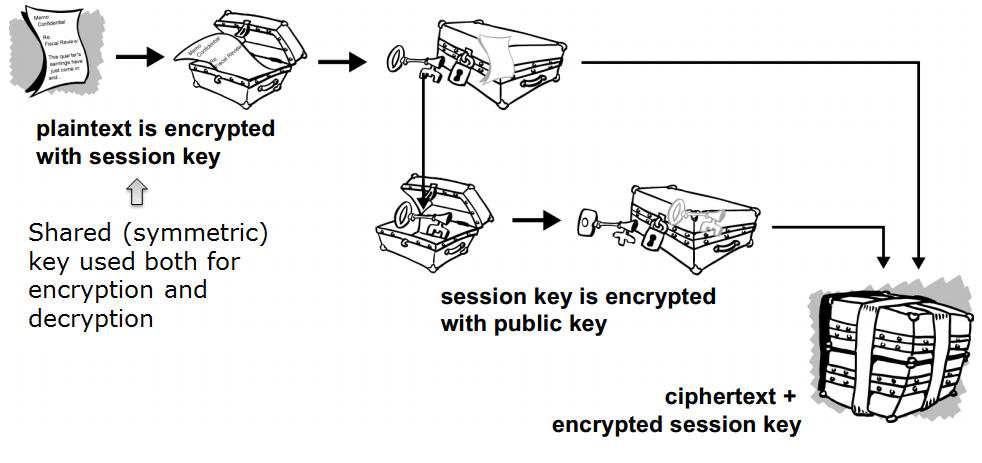 Memo:
Confidential
Re:
Fiscal Review
This quarter's
earnings have
just come in
and...
Memo:
Confidential
Re:
Fiscal Review
plaintext is encrypted
with session key
Shared (symmetric)
key used both for
encryption and
decryption
session key is encrypted
with public key
ciphertext +
encrypted session key